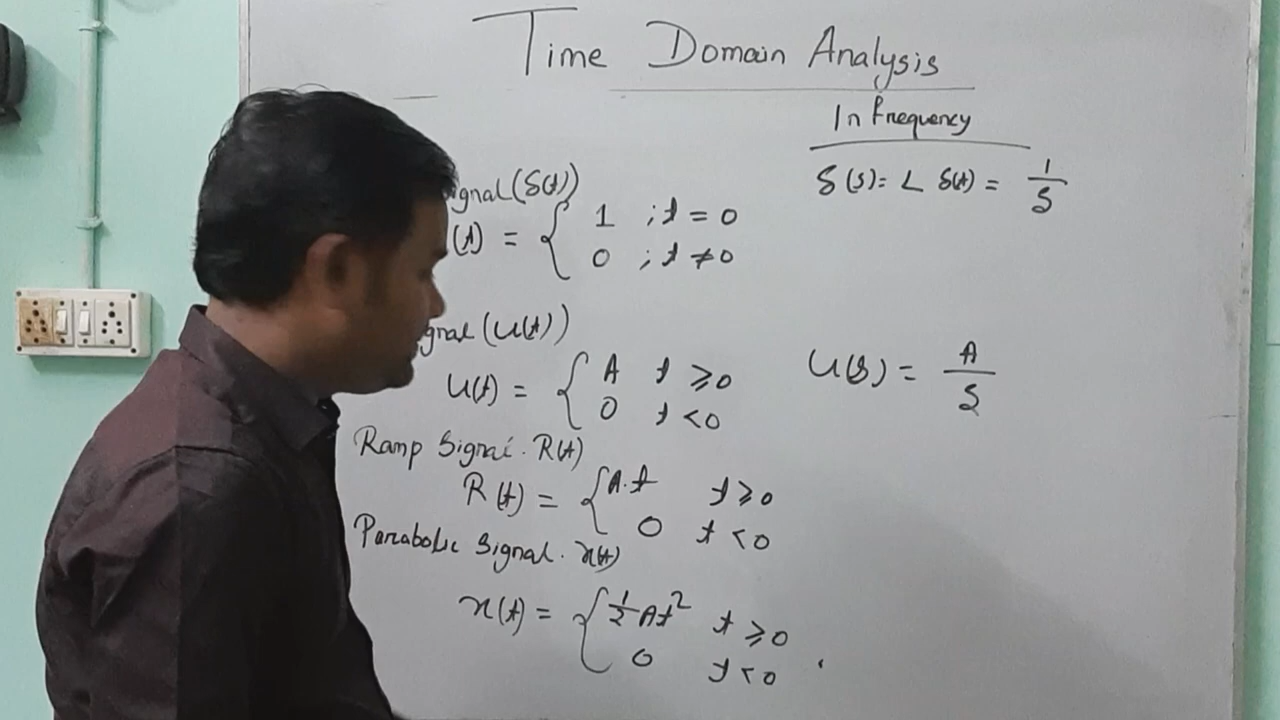 Time Domain Analysis
In frequency
ignal (δ(t))
δ(s) = L δ(t) = 1/s
(t) = { 1 ; t = 0
0 ; t ≠ 0
gnal (u(t))
u(t) = { A t ≥ 0
0 t < 0
U(s) = A/s
Ramp Signal. R(t)
R(t) = { A.t t ≥ 0
0 t < 0
Parabolic Signal. x(t)
x(t) = { 1/2 At² t ≥ 0
0 t < 0